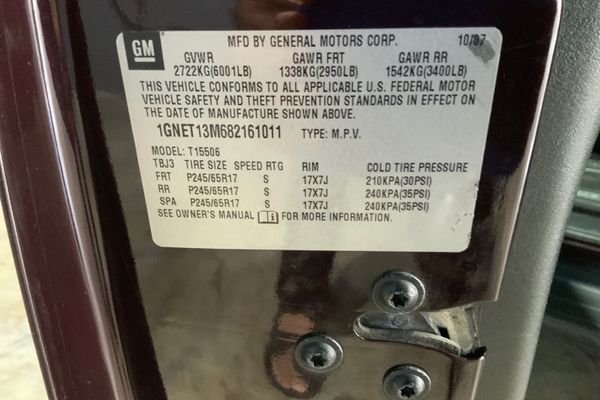 GM
MFD BY GENERAL MOTORS CORP. 10/07
GVWR GAWR FRT GAWR RR
2722KG(6001LB) 1338KG(2950LB) 1542KG(3400LB)
THIS VEHICLE CONFORMS TO ALL APPLICABLE U.S. FEDERAL MOTOR
VEHICLE SAFETY AND THEFT PREVENTION STANDARDS IN EFFECT ON
THE DATE OF MANUFACTURE SHOWN ABOVE.
1GNET13M682161011 TYPE: M.P.V.
MODEL: T15506
TBJ3 TIRE SIZE SPEED RTG RIM COLD TIRE PRESSURE
FRT P245/65R17 S 17X7J 210KPA(30PSI)
RR P245/65R17 S 17X7J 240KPA(35PSI)
SPA P245/65R17 S 17X7J 240KPA(35PSI)
SEE OWNER'S MANUAL FOR MORE INFORMATION.